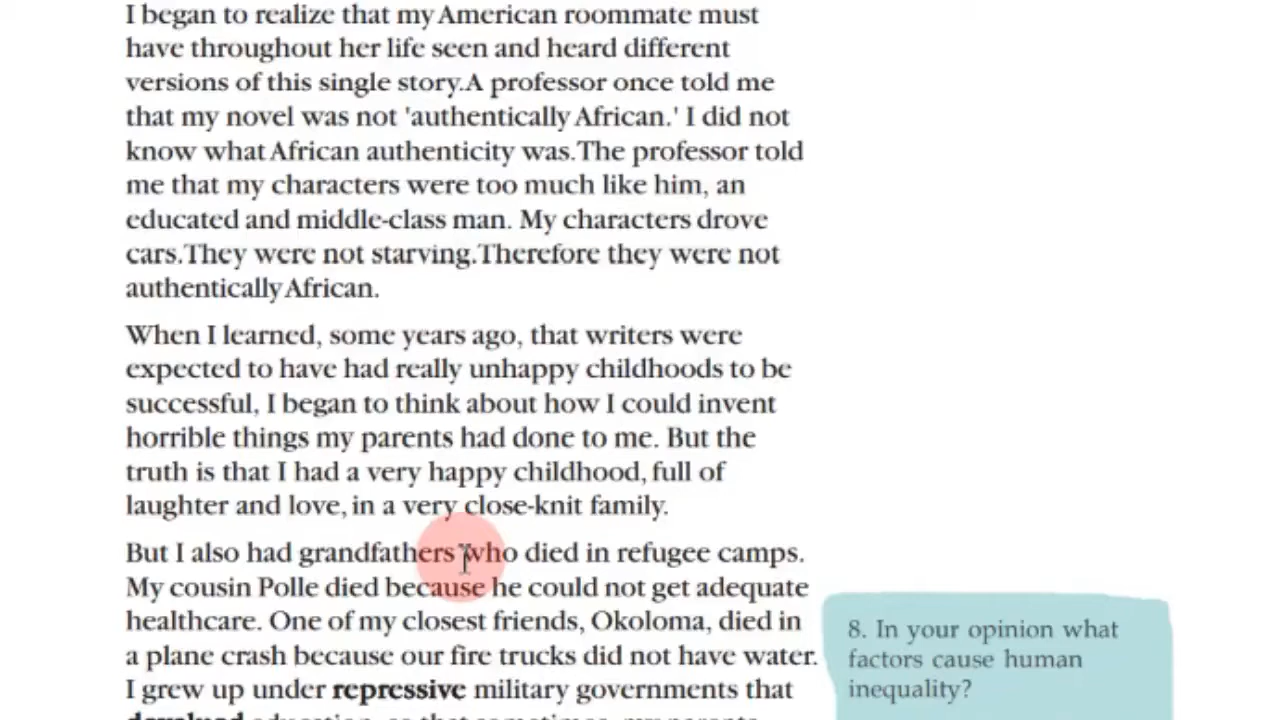 I began to realize that my American roommate must
have throughout her life seen and heard different
versions of this single story.A professor once told me
that my novel was not 'authentically African.' I did not
know what African authenticity was.The professor told
me that my characters were too much like him, an
educated and middle-class man. My characters drove
cars.They were not starving.Therefore they were not
authentically African.
When I learned, some years ago, that writers were
expected to have had really unhappy childhoods to be
successful, I began to think about how I could invent
horrible things my parents had done to me. But the
truth is that I had a very happy childhood, full of
laughter and love, in a very close-knit family.
But I also had grandfathers who died in refugee camps.
My cousin Polle died because he could not get adequate
healthcare. One of my closest friends, Okoloma, died in
a plane crash because our fire trucks did not have water.
I grew up under repressive military governments that
8. In your opinion what
factors cause human
inequality?